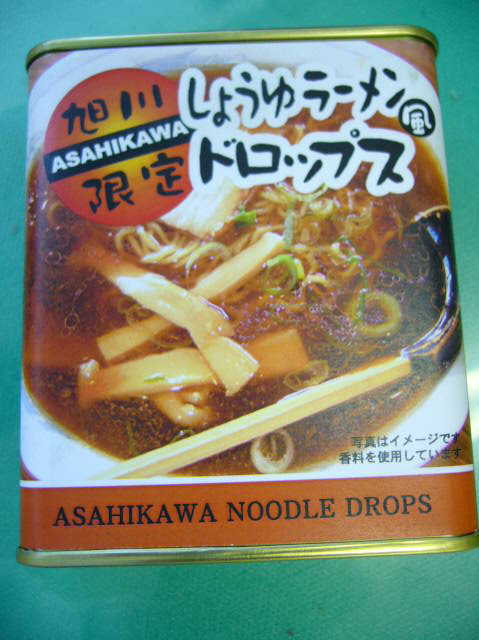 旭川
ASAHIKAWA
限定
しょうゆラーメン風
ドロップス
写真はイメージです
香料を使用しています
ASAHIKAWA NOODLE DROPS